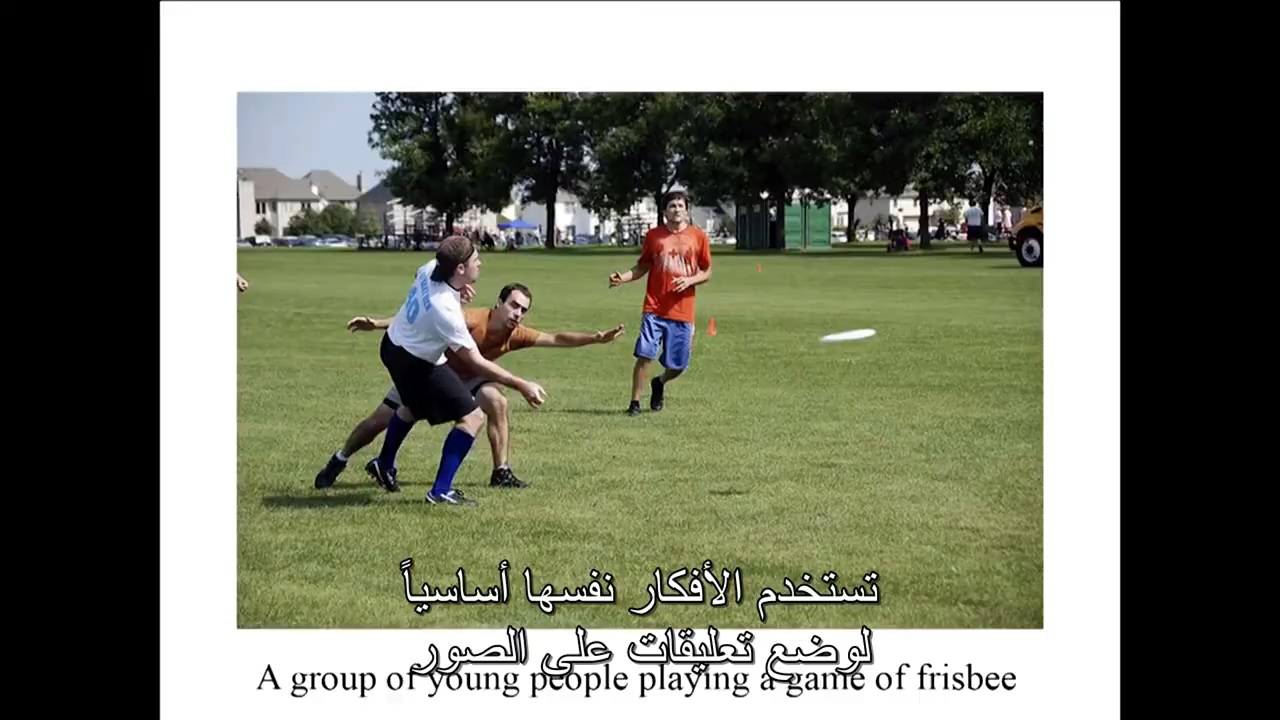 تستخدم الأفكار نفسها أساسياً
لوضع تعليقات على الصور
A group of young people playing a game of frisbee